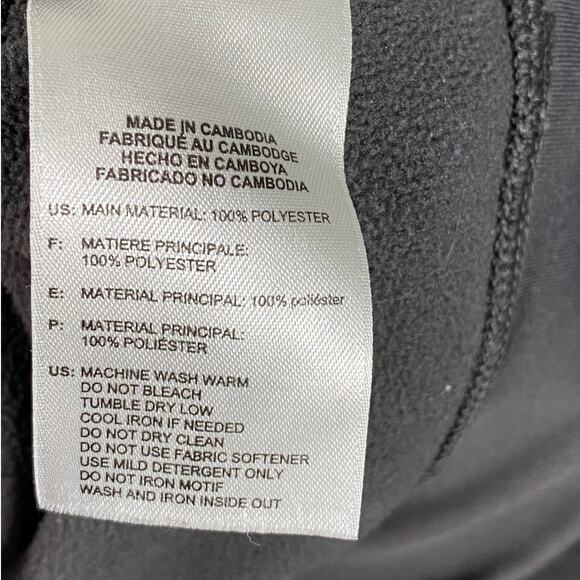 MADE IN CAMBODIA
FABRIQUÉ AU CAMBODGE
HECHO EN CAMBOYA
FABRICADO NO CAMBODIA
US: MAIN MATERIAL: 100% POLYESTER
F: MATIERE PRINCIPALE:
100% POLYESTER
E: MATERIAL PRINCIPAL: 100% poliéster
P: MATERIAL PRINCIPAL:
100% POLIÉSTER
US: MACHINE WASH WARM
DO NOT BLEACH
TUMBLE DRY LOW
COOL IRON IF NEEDED
DO NOT DRY CLEAN
DO NOT USE FABRIC SOFTENER
USE MILD DETERGENT ONLY
DO NOT IRON MOTIF
WASH AND IRON INSIDE OUT